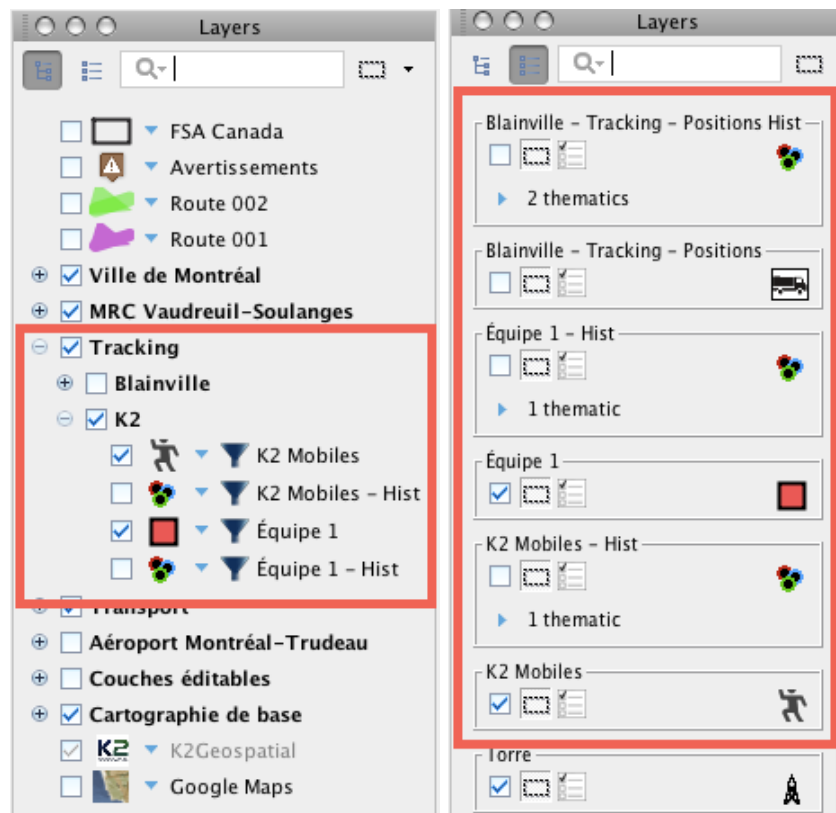 Layers
FSA Canada
Avertissements
Route 002
Route 001
Ville de Montréal
MRC Vaudreuil-Soulanges
Tracking
Blainville
K2
K2 Mobiles
K2 Mobiles - Hist
Équipe 1
Équipe 1 - Hist
Transport
Aéroport Montréal-Trudeau
Couches éditables
Cartographie de base
K2 K2Geospatial
Google Maps
Layers
Blainville - Tracking - Positions Hist
2 thematics
Blainville - Tracking - Positions
Équipe 1 - Hist
1 thematic
Équipe 1
K2 Mobiles - Hist
1 thematic
K2 Mobiles
Torre